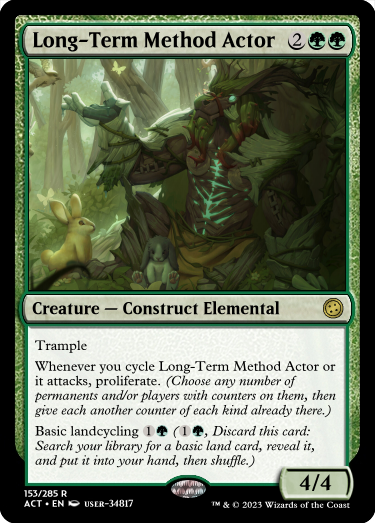 Long-Term Method Actor 2
Creature — Construct Elemental
Trample
Whenever you cycle Long-Term Method Actor or
it attacks, proliferate. (Choose any number of
permanents and/or players with counters on them, then
give each another counter of each kind already there.)
Basic landcycling 1 (1, Discard this card:
Search your library for a basic land card, reveal it,
and put it into your hand, then shuffle.)
4/4
153/285 R
ACT • EN USER-34817
™ & © 2023 Wizards of the Coast